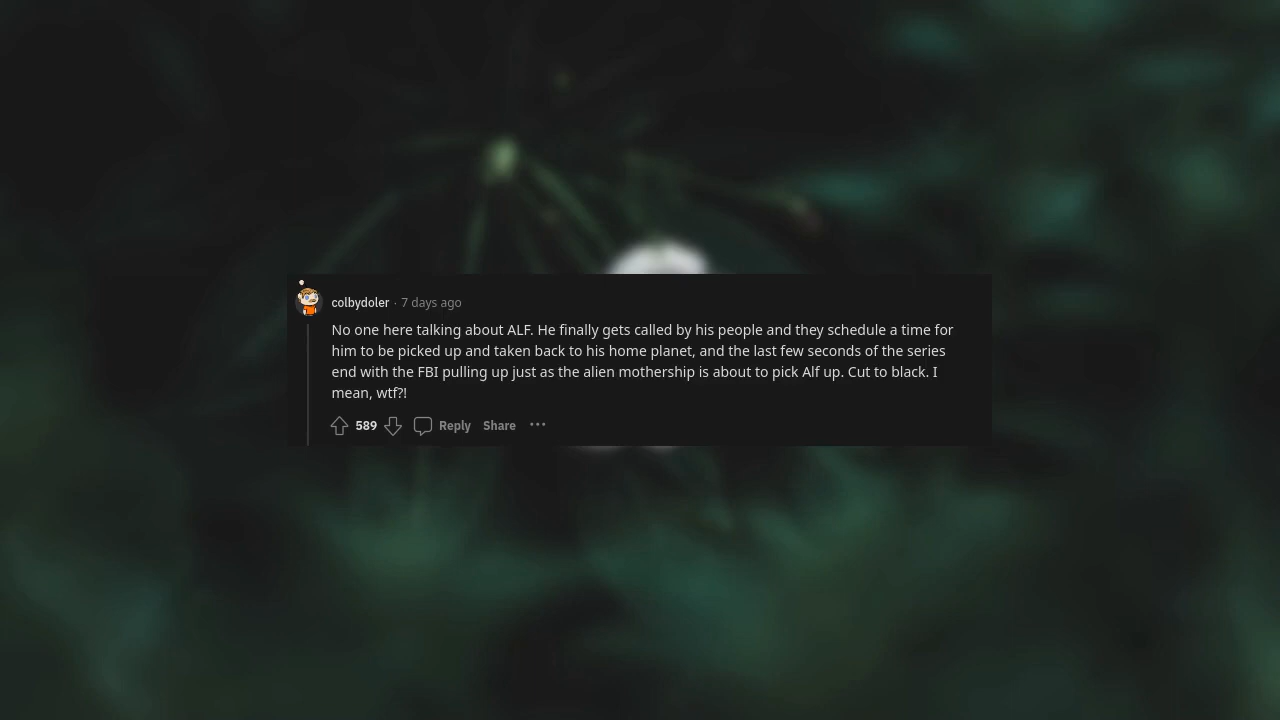 colbydoler · 7 days ago
No one here talking about ALF. He finally gets called by his people and they schedule a time for
him to be picked up and taken back to his home planet, and the last few seconds of the series
end with the FBI pulling up just as the alien mothership is about to pick Alf up. Cut to black. I
mean, wtf?!
589 Reply Share ···